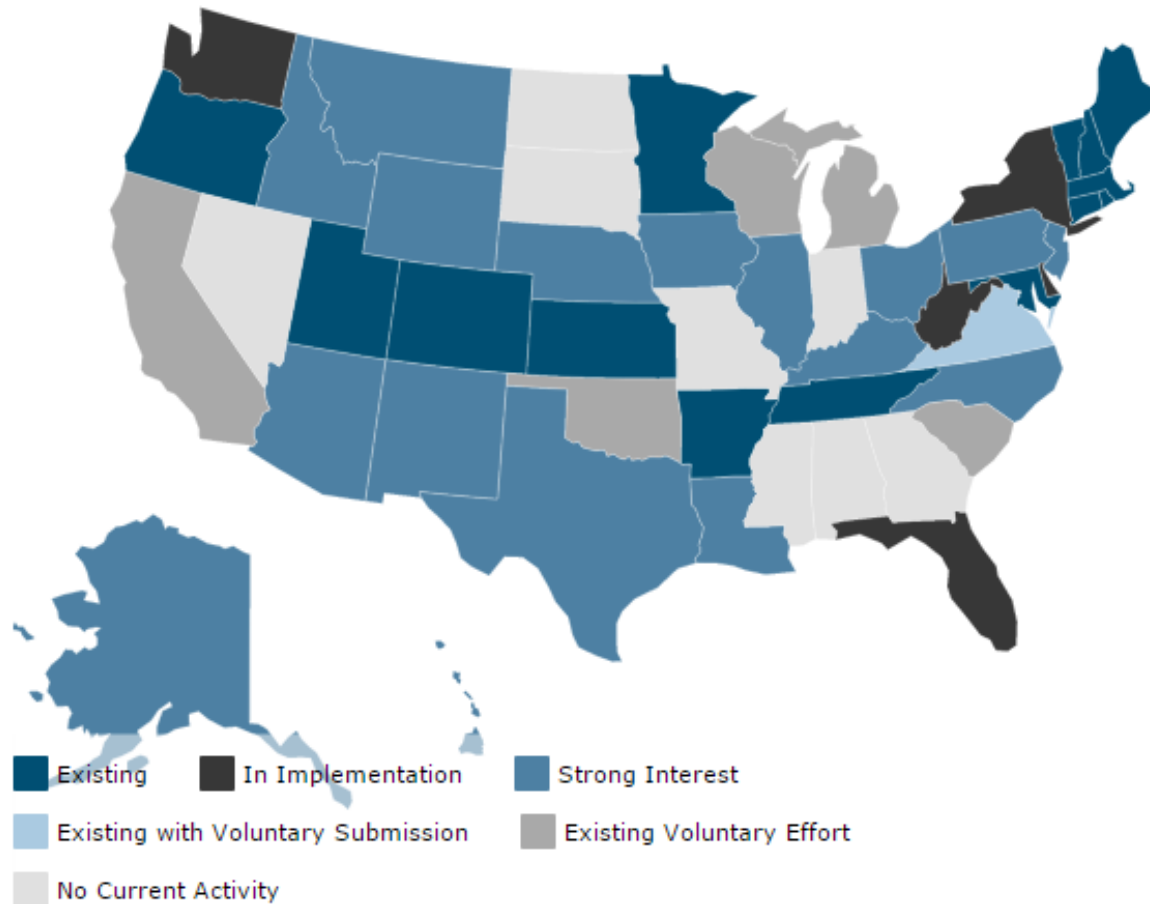 Existing In Implementation Strong Interest
Existing with Voluntary Submission Existing Voluntary Effort
No Current Activity